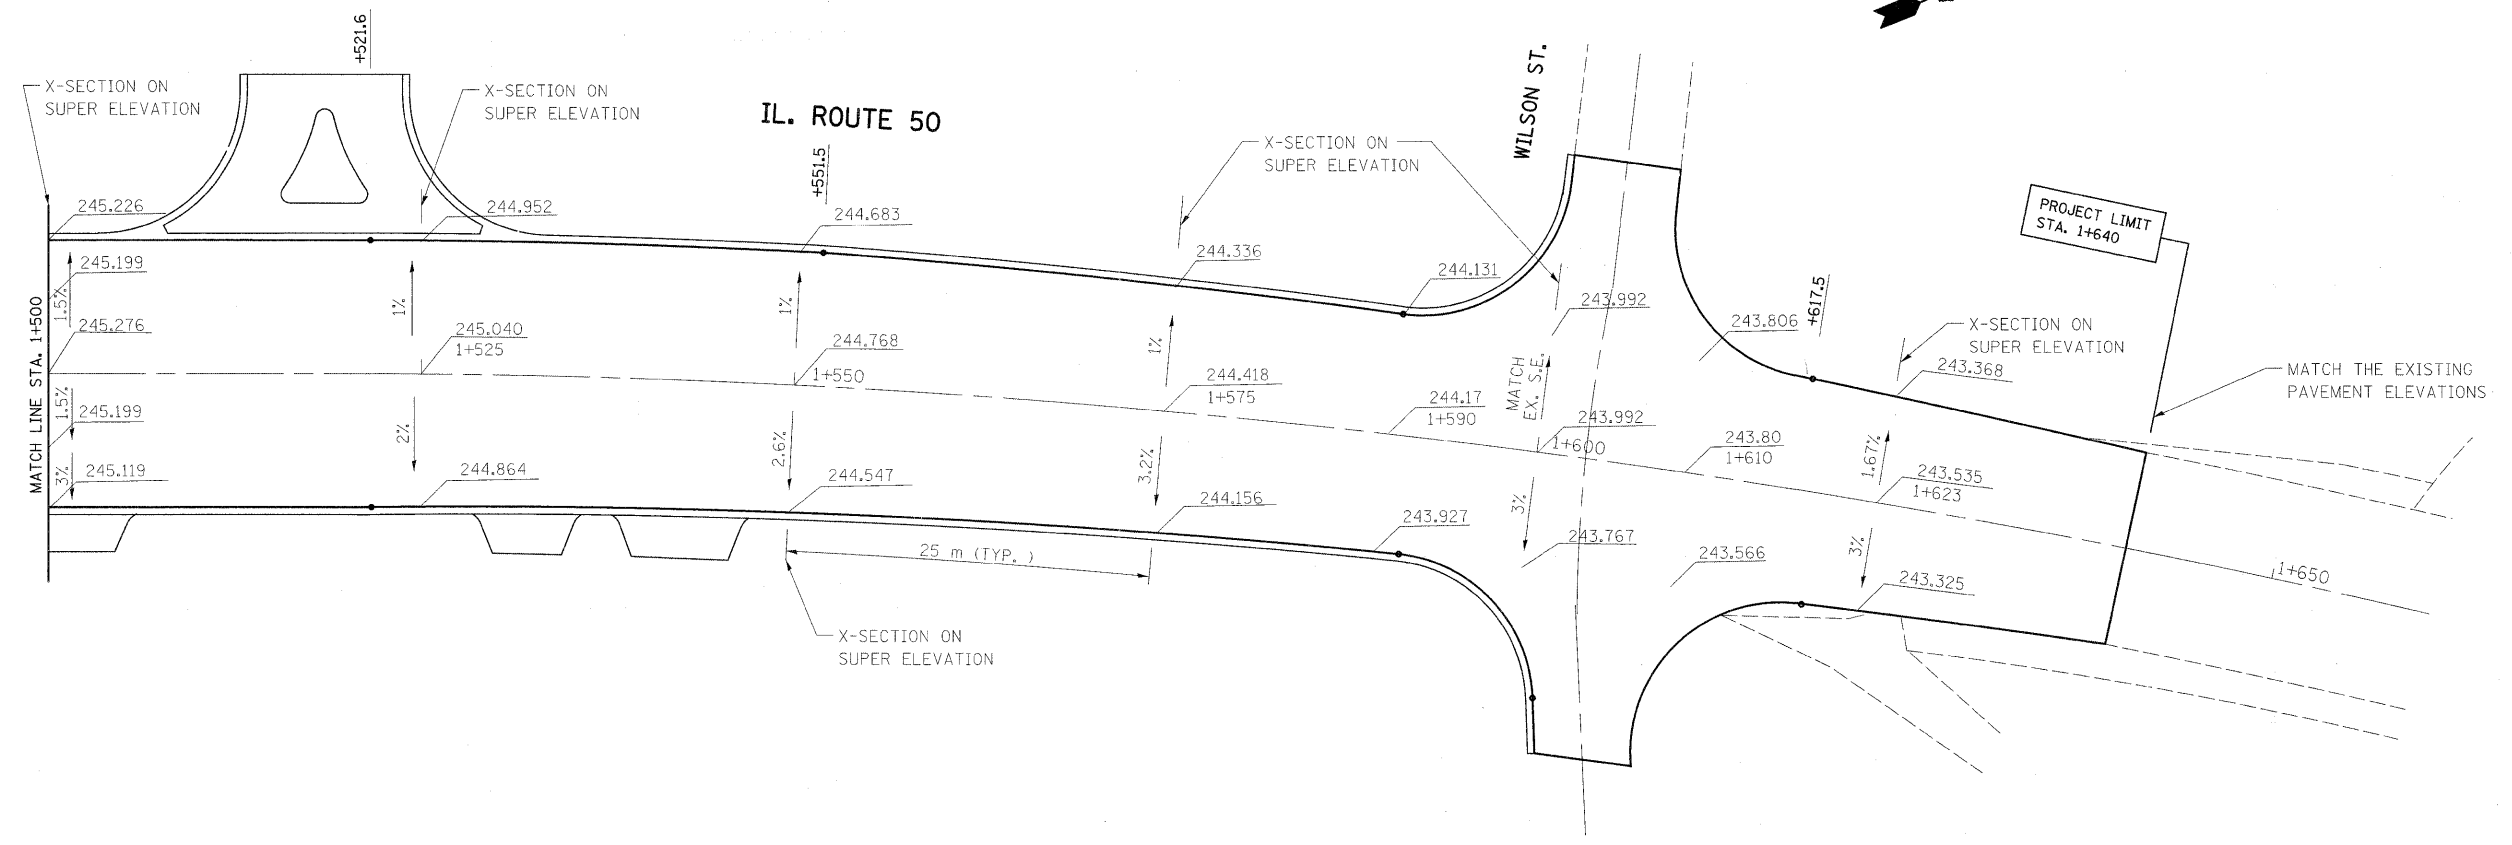 +521.6
X-SECTION ON
SUPER ELEVATION
X-SECTION ON
SUPER ELEVATION
IL. ROUTE 50
+551.5
X-SECTION ON
SUPER ELEVATION
WILSON ST.
PROJECT LIMIT
STA. 1+640
245.226
244.952
244.683
244.336
244.131
243.992
243.806
+617.5
X-SECTION ON
SUPER ELEVATION
243.368
MATCH THE EXISTING
PAVEMENT ELEVATIONS
245.199
1.5%
1%
1%
1%
MATCH
EX. S.E.
MATCH LINE STA. 1+500
245.276
245.040
1+525
244.768
1+550
244.418
1+575
244.17
1+590
243.992
1+600
243.80
1+610
1.67%
243.535
1+623
1+650
1.5%
245.199
2%
2.6%
3.2%
3%
3%
3%
245.119
244.864
244.547
244.156
243.927
243.767
243.566
243.325
25 m (TYP.)
X-SECTION ON
SUPER ELEVATION